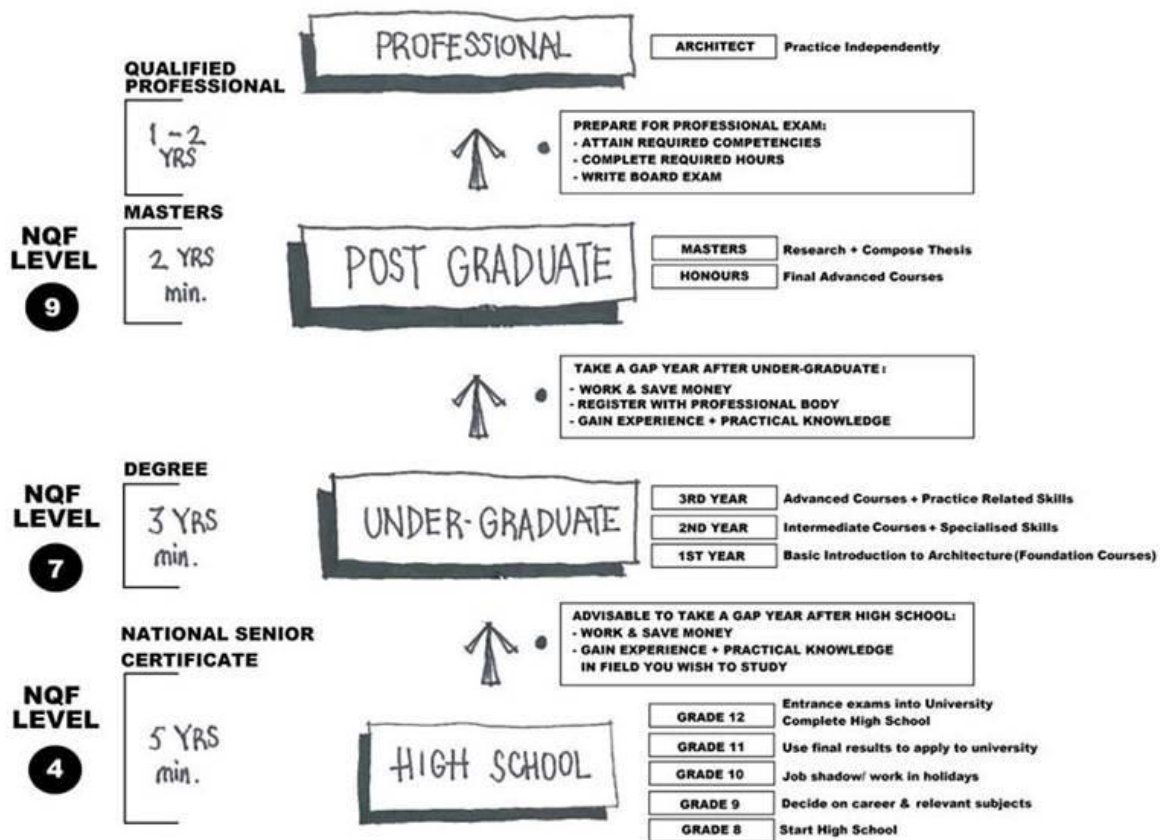 PROFESSIONAL
ARCHITECT Practice Independently
QUALIFIED
PROFESSIONAL
1-2
YRS
PREPARE FOR PROFESSIONAL EXAM:
- ATTAIN REQUIRED COMPETENCIES
- COMPLETE REQUIRED HOURS
- WRITE BOARD EXAM
MASTERS
NQF
LEVEL
9
2 YRS
min.
POST GRADUATE
MASTERS Research + Compose Thesis
HONOURS Final Advanced Courses
TAKE A GAP YEAR AFTER UNDER-GRADUATE:
- WORK & SAVE MONEY
- REGISTER WITH PROFESSIONAL BODY
- GAIN EXPERIENCE + PRACTICAL KNOWLEDGE
DEGREE
NQF
LEVEL
7
3 YRS
min.
UNDER-GRADUATE
3RD YEAR Advanced Courses + Practice Related Skills
2ND YEAR Intermediate Courses + Specialised Skills
1ST YEAR Basic Introduction to Architecture (Foundation Courses)
ADVISABLE TO TAKE A GAP YEAR AFTER HIGH SCHOOL:
- WORK & SAVE MONEY
- GAIN EXPERIENCE + PRACTICAL KNOWLEDGE
IN FIELD YOU WISH TO STUDY
NATIONAL SENIOR
CERTIFICATE
NQF
LEVEL
4
5 YRS
min.
HIGH SCHOOL
GRADE 12 Entrance exams into University
Complete High School
GRADE 11 Use final results to apply to university
GRADE 10 Job shadow/ work in holidays
GRADE 9 Decide on career & relevant subjects
GRADE 8 Start High School